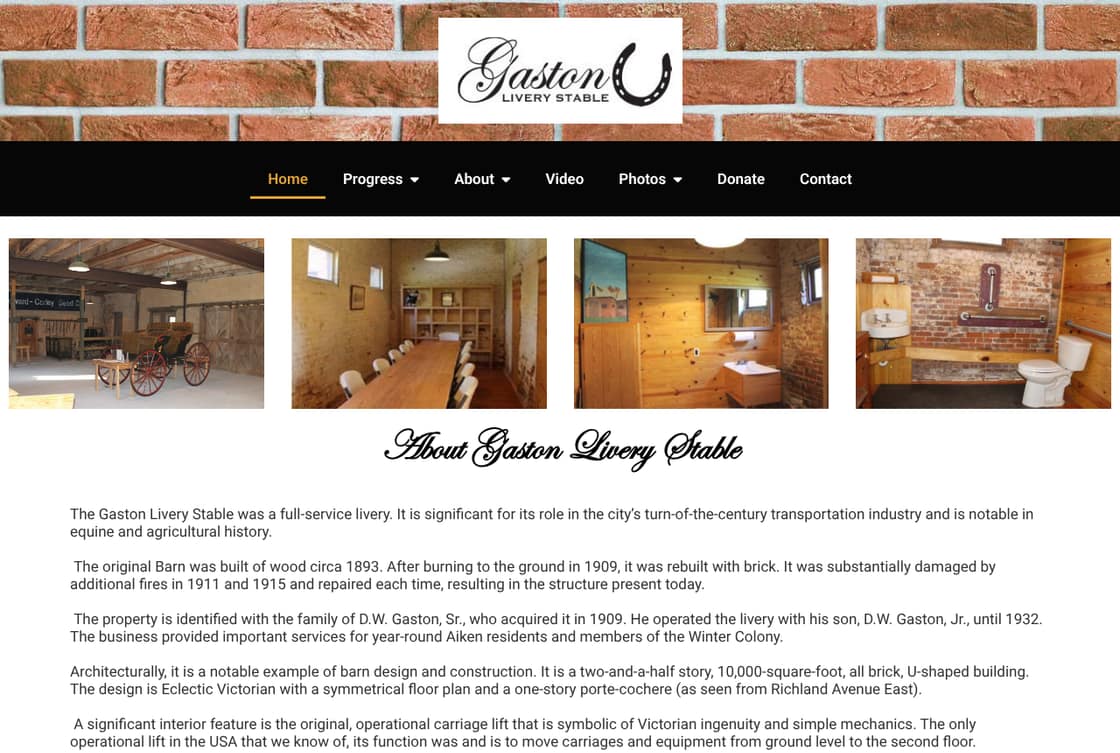 Gaston
LIVERY STABLE
Home Progress About Video Photos Donate Contact
About Gaston Livery Stable
The Gaston Livery Stable was a full-service livery. It is significant for its role in the city’s turn-of-the-century transportation industry and is notable in
equine and agricultural history.
The original Barn was built of wood circa 1893. After burning to the ground in 1909, it was rebuilt with brick. It was substantially damaged by
additional fires in 1911 and 1915 and repaired each time, resulting in the structure present today.
The property is identified with the family of D.W. Gaston, Sr., who acquired it in 1909. He operated the livery with his son, D.W. Gaston, Jr., until 1932.
The business provided important services for year-round Aiken residents and members of the Winter Colony.
Architecturally, it is a notable example of barn design and construction. It is a two-and-a-half story, 10,000-square-foot, all brick, U-shaped building.
The design is Eclectic Victorian with a symmetrical floor plan and a one-story porte-cochere (as seen from Richland Avenue East).
A significant interior feature is the original, operational carriage lift that is symbolic of Victorian ingenuity and simple mechanics. The only
operational lift in the USA that we know of, its function was and is to move carriages and equipment from ground level to the second floor.